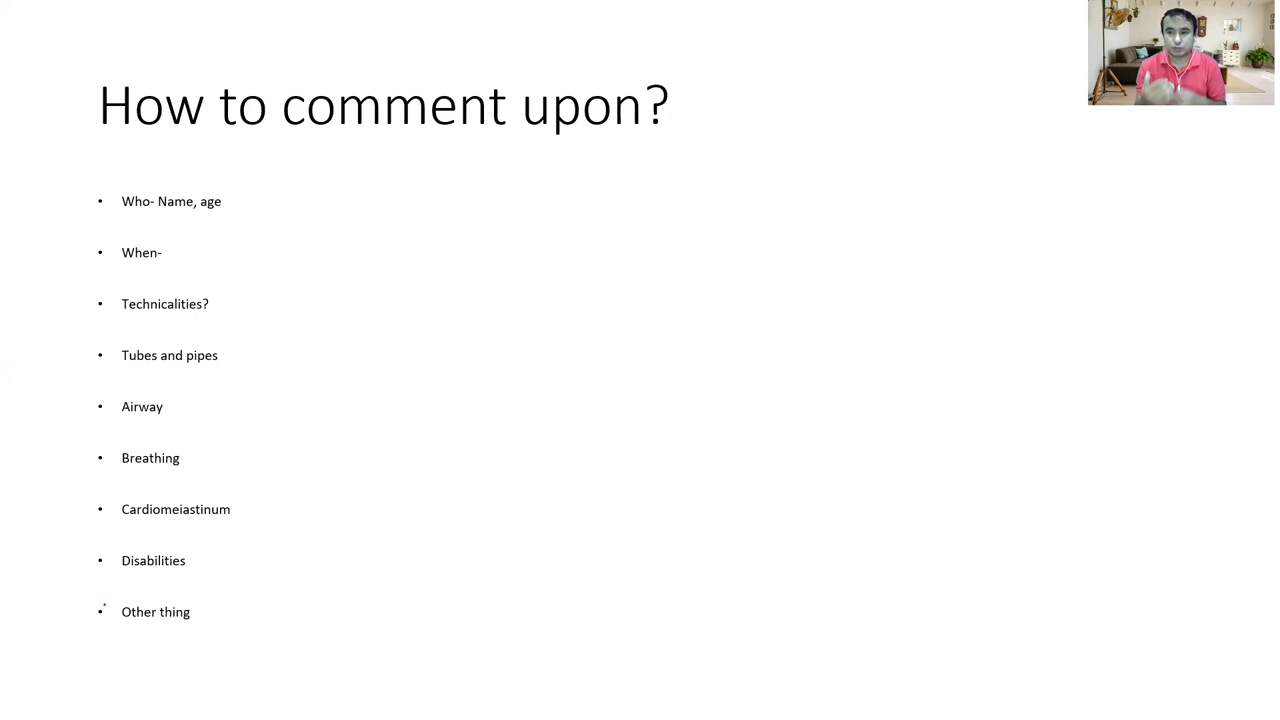 How to comment upon?
• Who- Name, age
• When-
• Technicalities?
• Tubes and pipes
• Airway
• Breathing
• Cardiomeiastinum
• Disabilities
• Other thing